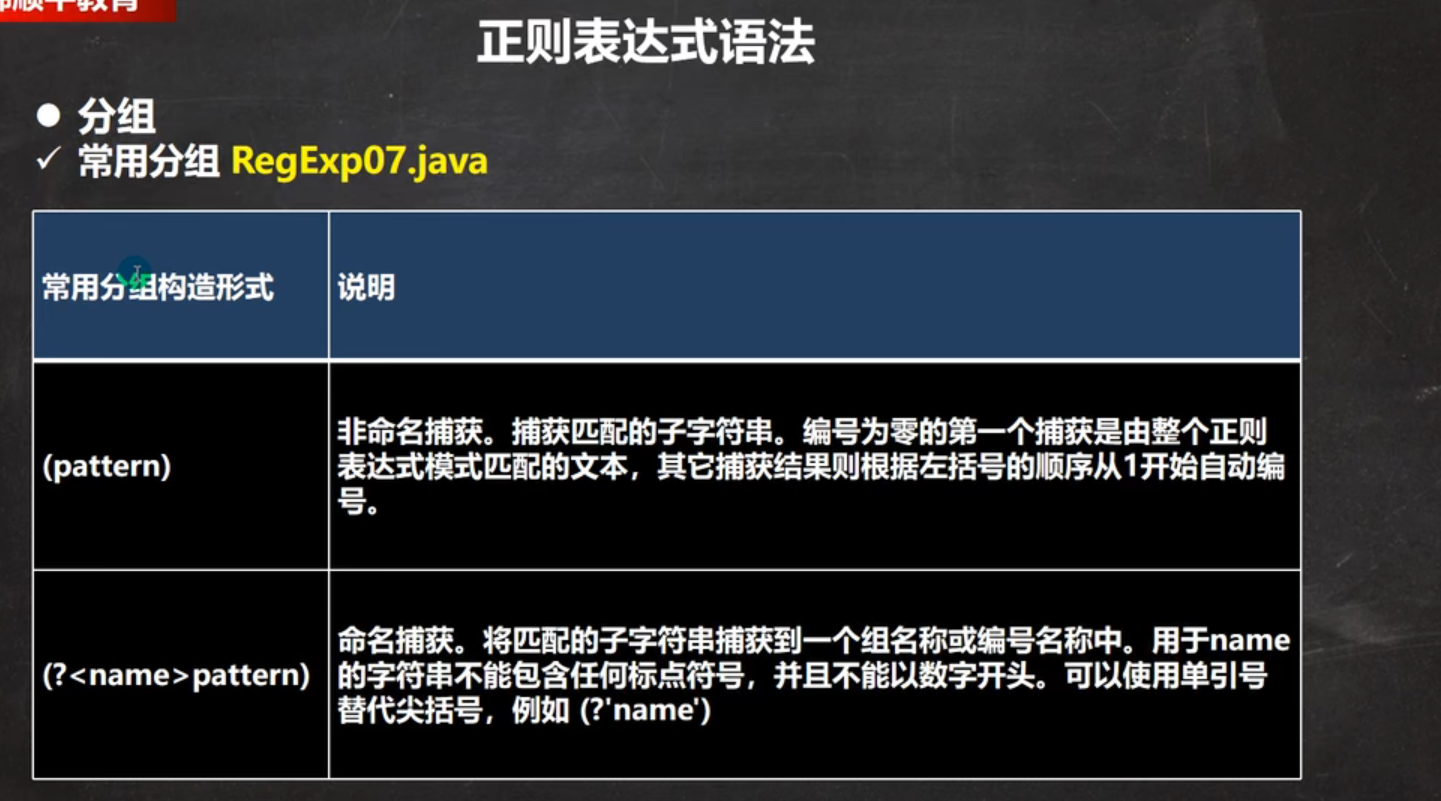 正则表达式语法
分组
常用分组 RegExp07.java
常用分组构造形式
说明
(pattern)
非命名捕获。捕获匹配的子字符串。编号为零的第一个捕获是由整个正则
表达式模式匹配的文本，其它捕获结果则根据左括号的顺序从1开始自动编
号。
(?<name>pattern)
命名捕获。将匹配的子字符串捕获到一个组名称或编号名称中。用于name
的字符串不能包含任何标点符号，并且不能以数字开头。可以使用单引号
替代尖括号，例如 (?'name')